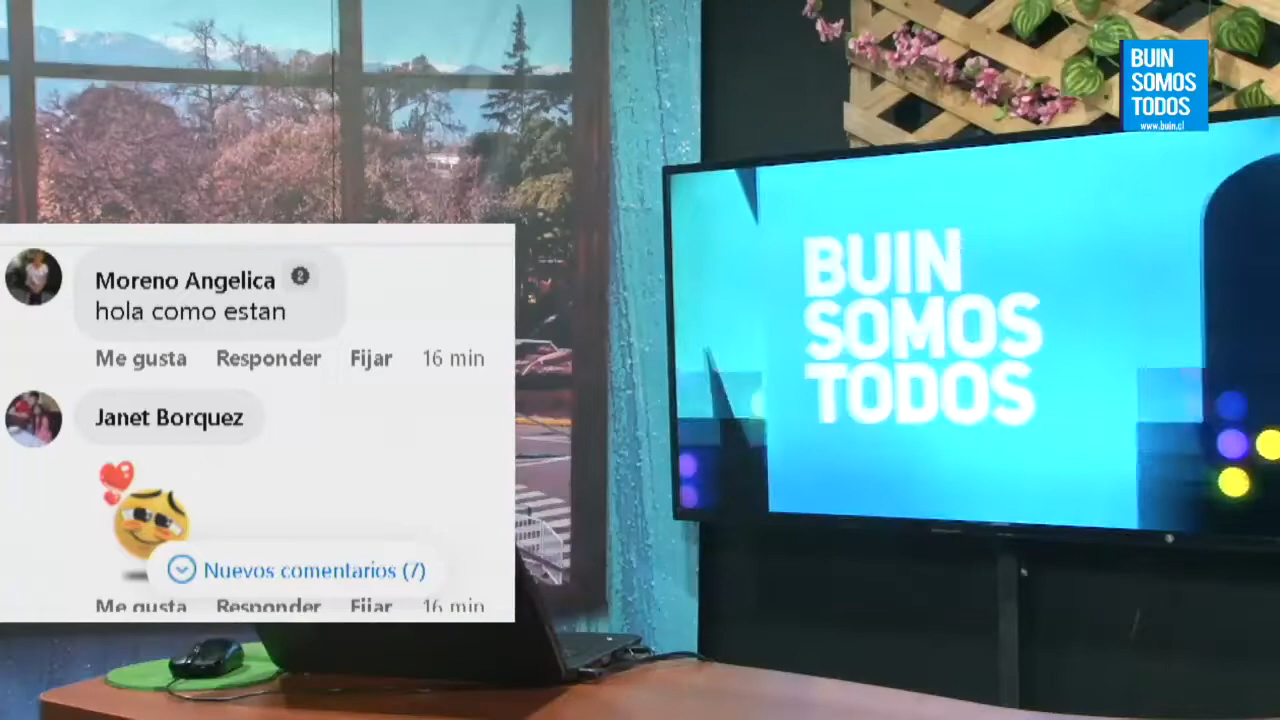 BUIN
SOMOS
TODOS
www.buin.cl
BUIN
SOMOS
TODOS
Moreno Angelica
hola como estan
Me gusta Responder Fijar 16 min
Janet Borquez
Nuevos comentarios (7)
Me gusta Responder Fijar 16 min